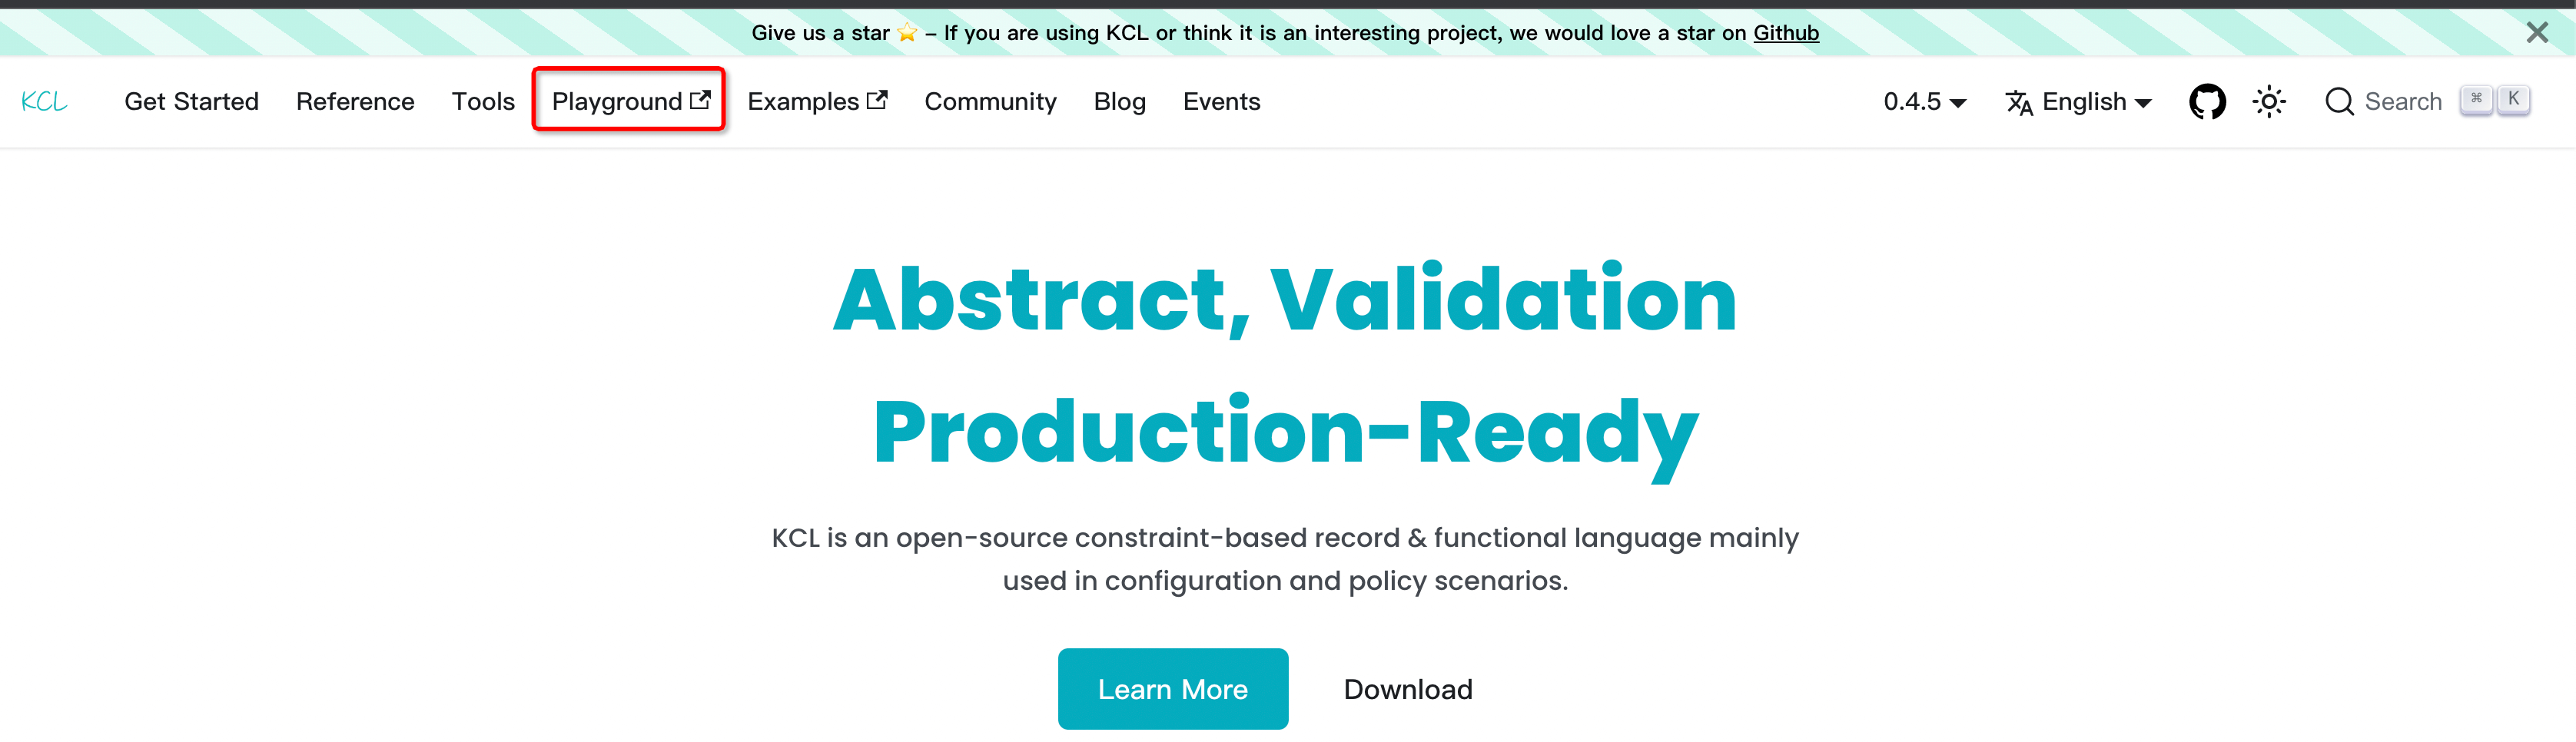 Give us a star ⭐ – If you are using KCL or think it is an interesting project, we would love a star on Github
KCL Get Started Reference Tools Playground Examples Community Blog Events 0.4.5 English Search ⌘ K
Abstract, Validation
Production-Ready
KCL is an open-source constraint-based record & functional language mainly
used in configuration and policy scenarios.
Learn More Download